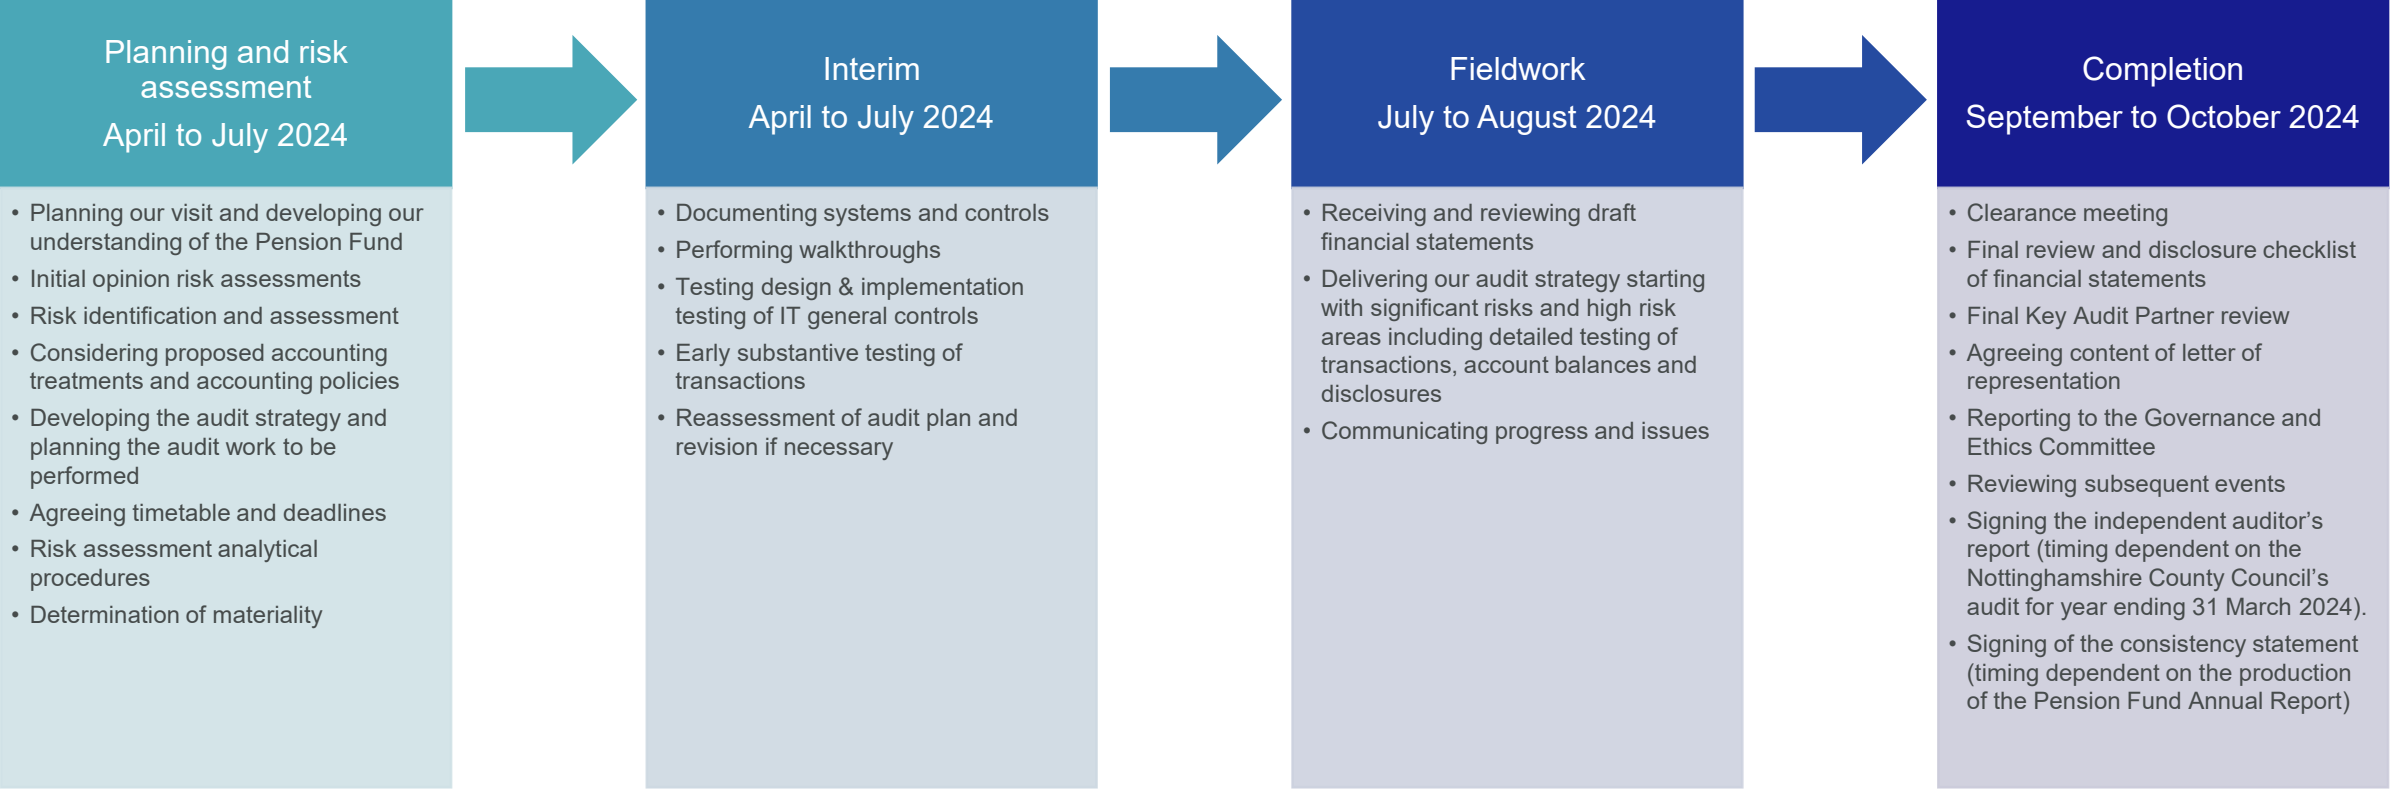 Planning and risk
assessment
April to July 2024
• Planning our visit and developing our
understanding of the Pension Fund
• Initial opinion risk assessments
• Risk identification and assessment
• Considering proposed accounting
treatments and accounting policies
• Developing the audit strategy and
planning the audit work to be
performed
• Agreeing timetable and deadlines
• Risk assessment analytical
procedures
• Determination of materiality
Interim
April to July 2024
• Documenting systems and controls
• Performing walkthroughs
• Testing design & implementation
testing of IT general controls
• Early substantive testing of
transactions
• Reassessment of audit plan and
revision if necessary
Fieldwork
July to August 2024
• Receiving and reviewing draft
financial statements
• Delivering our audit strategy starting
with significant risks and high risk
areas including detailed testing of
transactions, account balances and
disclosures
• Communicating progress and issues
Completion
September to October 2024
• Clearance meeting
• Final review and disclosure checklist
of financial statements
• Final Key Audit Partner review
• Agreeing content of letter of
representation
• Reporting to the Governance and
Ethics Committee
• Reviewing subsequent events
• Signing the independent auditor’s
report (timing dependent on the
Nottinghamshire County Council’s
audit for year ending 31 March 2024).
• Signing of the consistency statement
(timing dependent on the production
of the Pension Fund Annual Report)